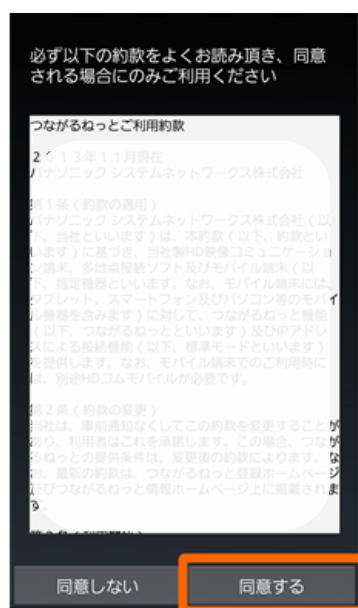 必ず以下の約款をよくお読み頂き、同意
される場合にのみご利用ください
つながるねっとご利用約款
2013年11月現在
パナソニック システムネットワークス株式会社
第1条(約款の適用)
パナソニック システムネットワークス株式会社(以
下、当社といいます)は、本約款(以下、約款とい
います)に基づき、当社製HD映像コミュニケーショ
ン端末、多地点接続ソフト及びモバイル端末(以
下、指定機器といいます。なお、モバイル端末には、
タブレット、スマートフォン及びパソコン等のモバイ
ル機器を含みます)に対して、つながるねっと機能
(以下、つながるねっとといいます)及びIPアドレ
スによる接続機能(以下、標準モードといいます)
を提供します。なお、モバイル端末でのご利用時に
は、別途HDコムモバイルが必要です。
第2条(約款の変更)
当社は、事前通知なくしてこの約款を変更することが
あり、利用者はこれを承諾します。この場合、つなが
るねっとの提供条件は、変更後の約款によります。な
お、最新の約款は、つながるねっと登録ホームペー
ジ及びつながるねっと情報ホームページ上に掲載されま
す。
同意しない
同意する